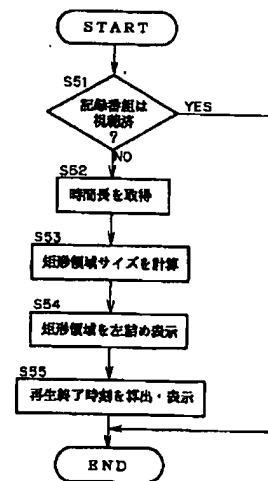 START
S51
記録番組は
視聴済
?
YES
NO
S52
時間長を取得
S53
矩形領域サイズを計算
S54
矩形領域を左詰め表示
S55
再生終了時刻を算出・表示
END